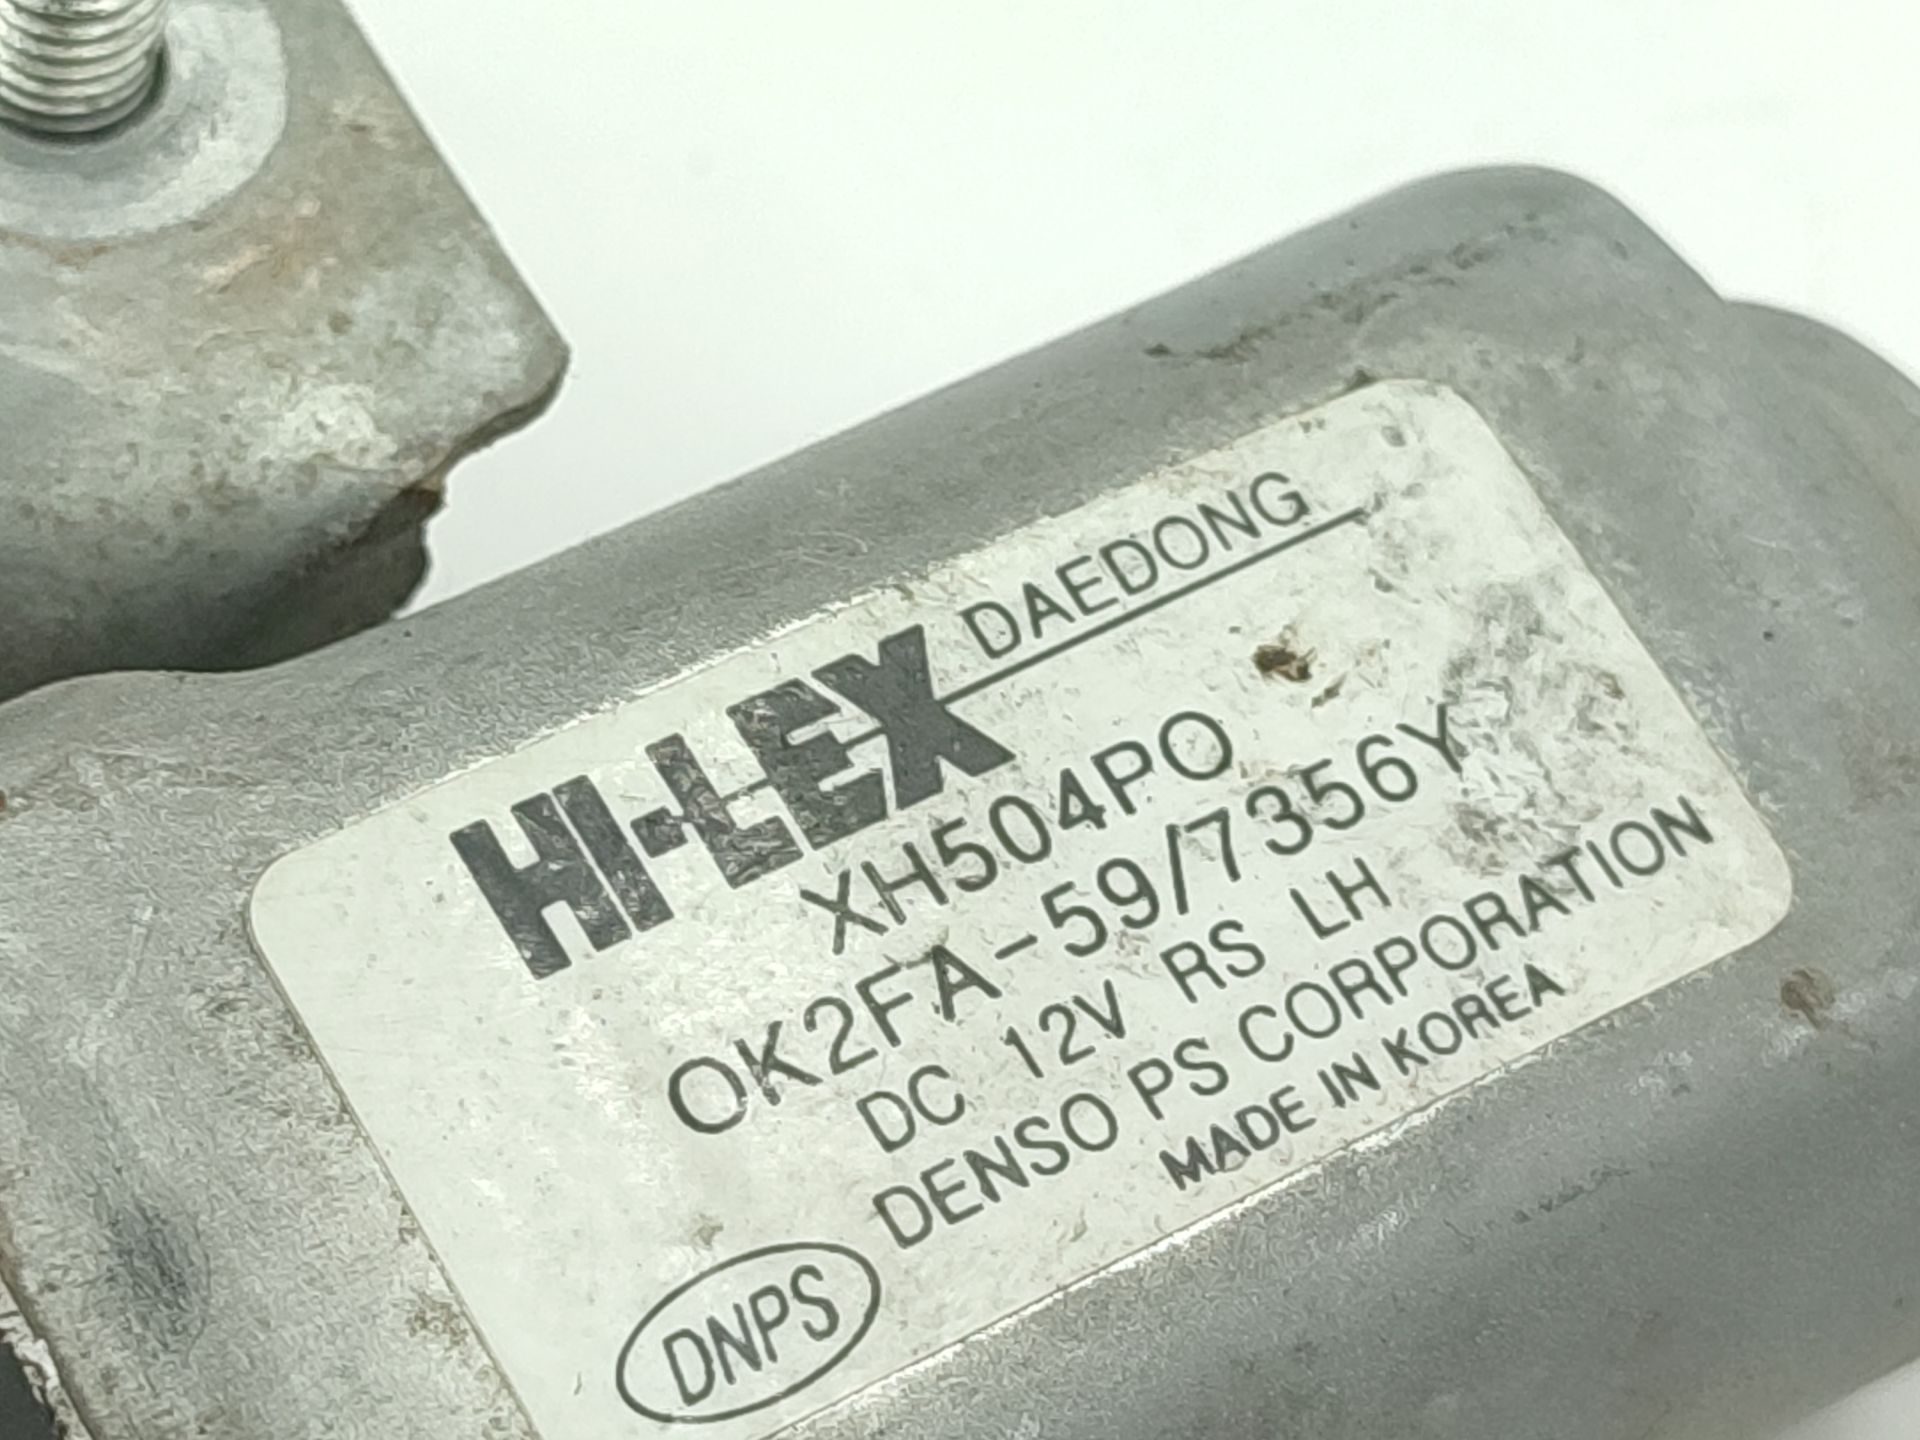 HI-LEX DAEDONG
XH504PO
OK2FA-59/7356Y
DC 12V RS LH
DENSO PS CORPORATION
MADE IN KOREA
DNPS